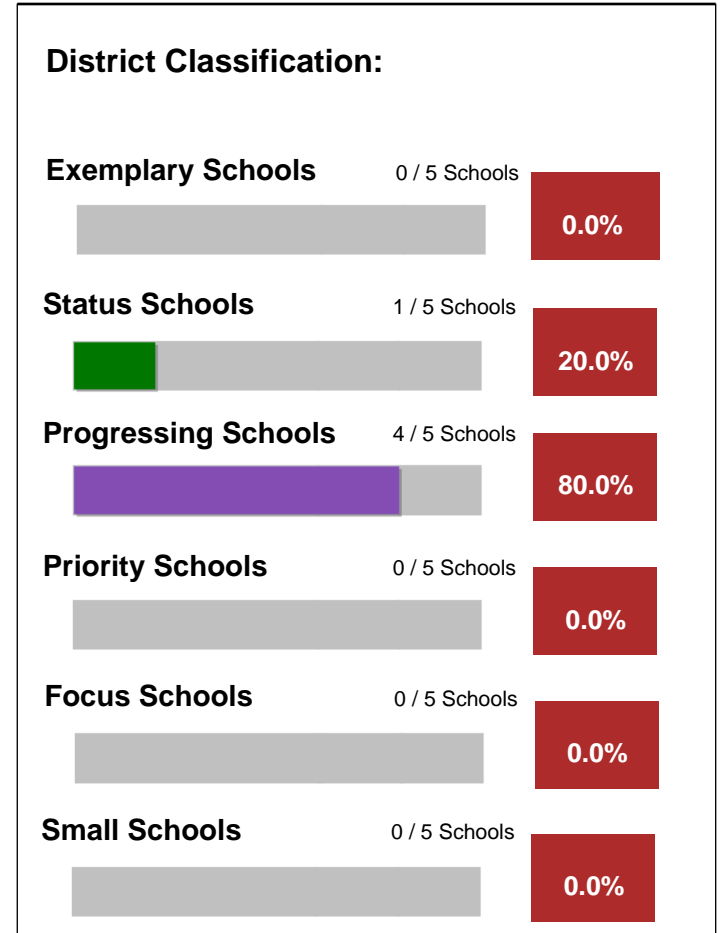 District Classification:
Exemplary Schools 0 / 5 Schools 0.0%
Status Schools 1 / 5 Schools 20.0%
Progressing Schools 4 / 5 Schools 80.0%
Priority Schools 0 / 5 Schools 0.0%
Focus Schools 0 / 5 Schools 0.0%
Small Schools 0 / 5 Schools 0.0%